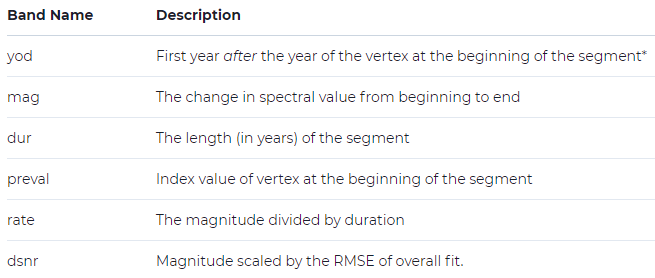 Band Name Description
yod First year after the year of the vertex at the beginning of the segment*
mag The change in spectral value from beginning to end
dur The length (in years) of the segment
preval Index value of vertex at the beginning of the segment
rate The magnitude divided by duration
dsnr Magnitude scaled by the RMSE of overall fit.